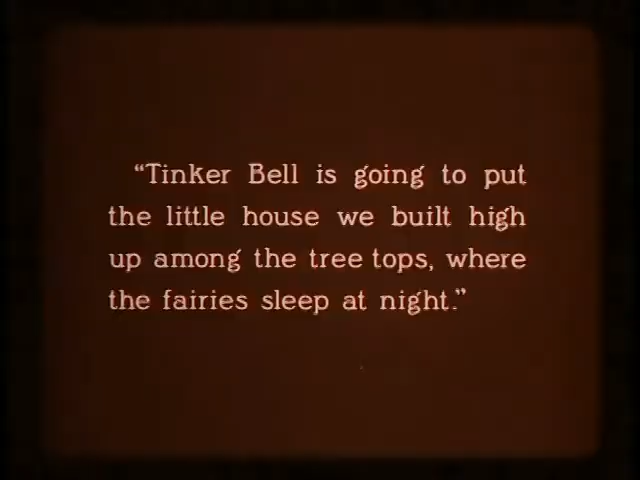 “Tinker Bell is going to put
the little house we built high
up among the tree tops, where
the fairies sleep at night.”